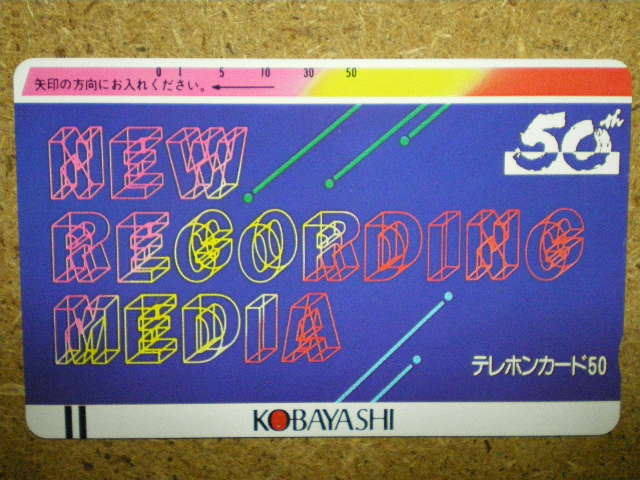 0 1 5 10 30 50
矢印の方向にお入れください。
50th
NEW
RECORDING
MEDIA
テレホンカード50
KOBAYASHI